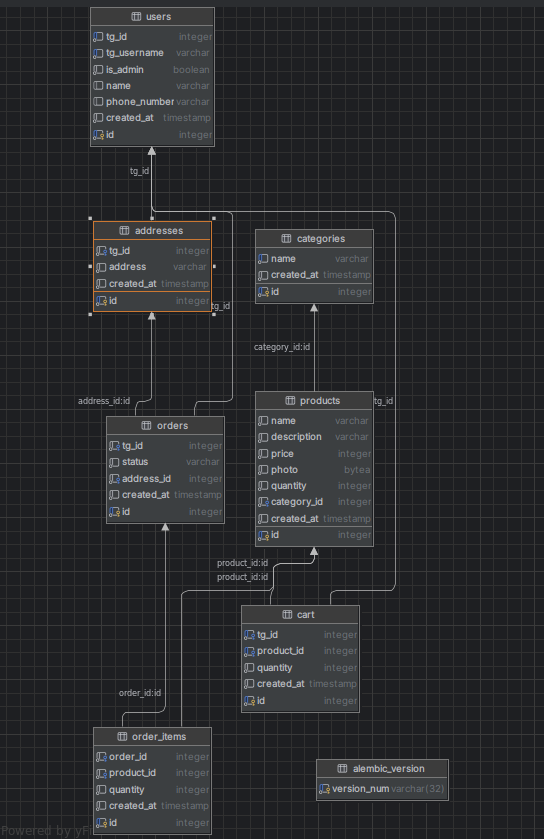 users
tg_id integer
tg_username varchar
is_admin boolean
name varchar
phone_number varchar
created_at timestamp
id integer
tg_id
addresses
tg_id integer
address varchar
created_at timestamp
id integer
categories
name varchar
created_at timestamp
id integer
tg_id
category_id:id
address_id:id
products
name varchar
description varchar
price integer
photo bytea
quantity integer
category_id integer
created_at timestamp
id integer
tg_id
orders
tg_id integer
status varchar
address_id integer
created_at timestamp
id integer
product_id:id
product_id:id
cart
tg_id integer
product_id integer
quantity integer
created_at timestamp
id integer
order_id:id
order_items
order_id integer
product_id integer
quantity integer
created_at timestamp
id integer
alembic_version
version_num varchar(32)
Powered by